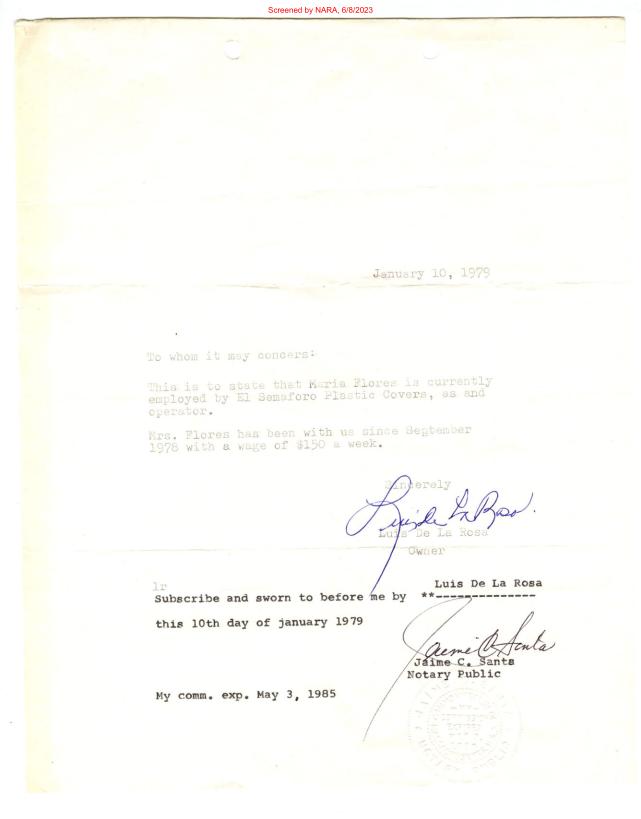 Screened by NARA, 6/8/2023
January 10, 1979
To whom it may concers:
This is to state that Maria Flores is currently
employed by El Semaforo Plastic Covers, as and
operator.
Mrs. Flores has been with us since September
1978 with a wage of $150 a week.
Sincerely
Luis de La Rosa.
Luis De La Rosa
Owner
lr
Luis De La Rosa
Subscribe and sworn to before me by **--------------
this 10th day of january 1979
Jaime C. Santa
Jaime C. Santa
Notary Public
My comm. exp. May 3, 1985